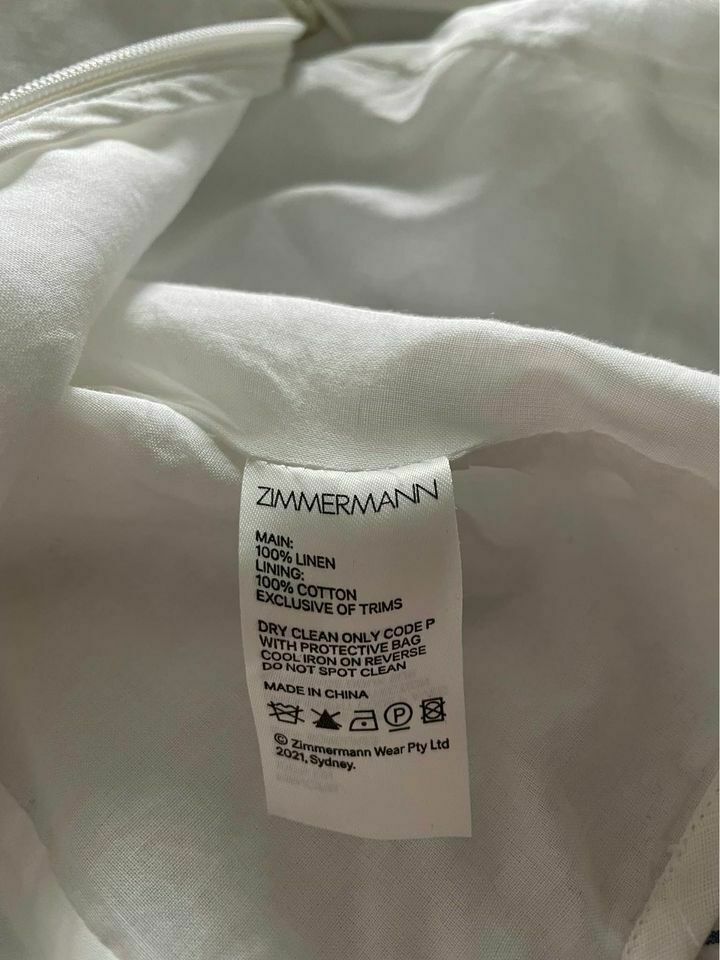 ZIMMERMANN
MAIN:
100% LINEN
LINING:
100% COTTON
EXCLUSIVE OF TRIMS
DRY CLEAN ONLY CODE P
WITH PROTECTIVE BAG
COOL IRON ON REVERSE
DO NOT SPOT CLEAN
MADE IN CHINA
P
© Zimmermann Wear Pty Ltd
2021, Sydney.